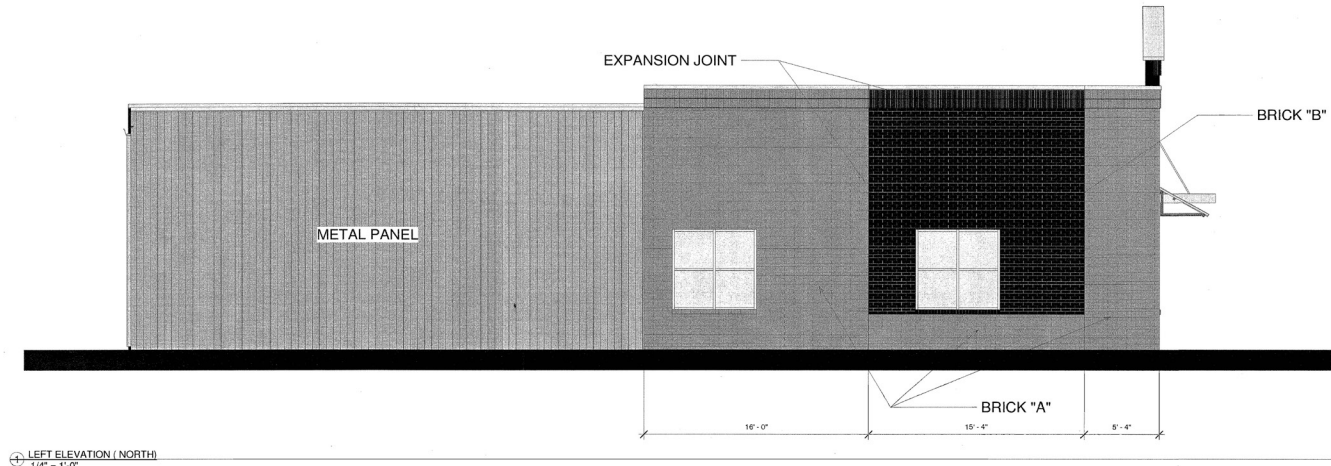 EXPANSION JOINT
BRICK "B"
METAL PANEL
BRICK "A"
16' - 0"
15' - 4"
5' - 4"
1 LEFT ELEVATION ( NORTH)
1/4" = 1'-0"